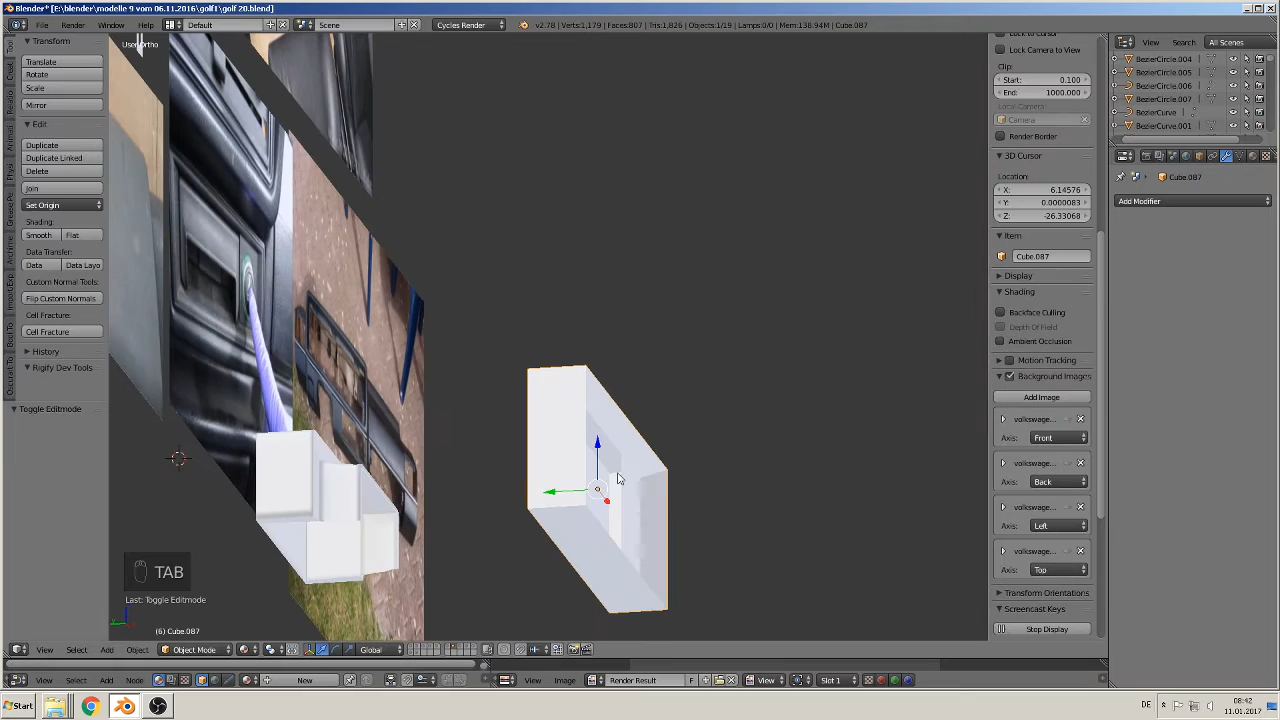 Blender* [E:\blender\modelle 9 vom 06.11.2016\golf1\golf 20.blend]
File Render Window Help Default Scene Cycles Render v2.78 | Verts:1,179 | Faces:807 | Tris:1,826 | Objects:1/19 | Lamps:0/0 | Mem:138.94M | Cube.087
Transform
Translate
Rotate
Scale
Mirror
Edit
Duplicate
Duplicate Linked
Delete
Join
Set Origin
Shading:
Smooth Flat
Data Transfer:
Data Data Layo
Custom Normal Tools:
Flip Custom Normals
Cell Fracture:
Cell Fracture
History
Rigify Dev Tools
Toggle Editmode
User Ortho
TAB
Last: Toggle Editmode
(6) Cube.087
Lock Camera to View
Clip:
Start: 0.100
End: 1000.000
Local Camera:
Camera
Render Border
3D Cursor
Location:
X: 6.14576
Y: 0.0000083
Z: -26.33068
Item
Cube.087
Display
Shading
Backface Culling
Depth Of Field
Ambient Occlusion
Motion Tracking
Background Images
Add Image
volkswage...
Axis: Front
volkswage...
Axis: Back
volkswage...
Axis: Left
volkswage...
Axis: Top
Transform Orientations
Screencast Keys
Stop Display
View Search All Scenes
BezierCircle.004
BezierCircle.005
BezierCircle.006
BezierCircle.007
BezierCurve
BezierCurve.001
Cube.087
Add Modifier
View Select Add Object Object Mode Global
View Select Add Node New View Image Render Result F View Slot 1
Start DE 08:42
11.01.2017